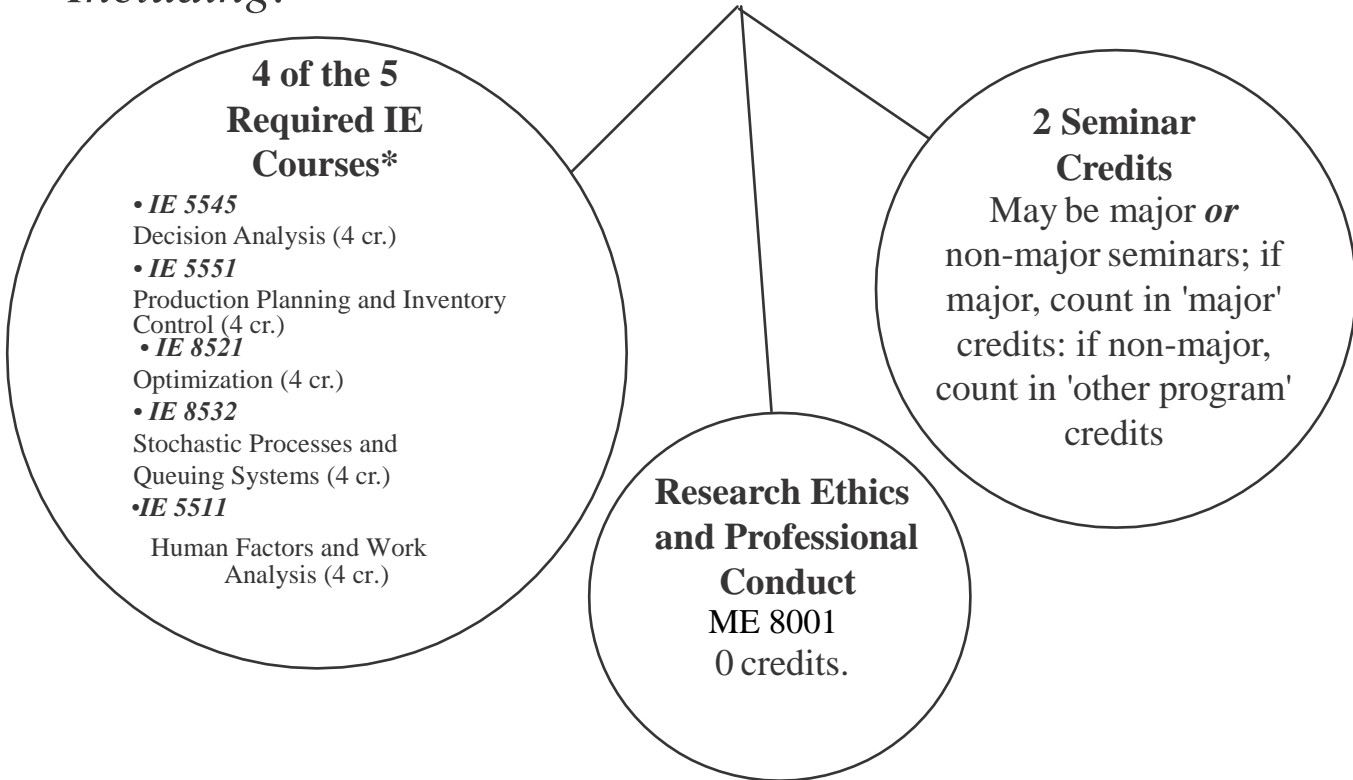 Including:
4 of the 5
Required IE
Courses*
• IE 5545
Decision Analysis (4 cr.)
• IE 5551
Production Planning and Inventory
Control (4 cr.)
• IE 8521
Optimization (4 cr.)
• IE 8532
Stochastic Processes and
Queuing Systems (4 cr.)
•IE 5511
Human Factors and Work
Analysis (4 cr.)
Research Ethics
and Professional
Conduct
ME 8001
0 credits.
2 Seminar
Credits
May be major or
non-major seminars; if
major, count in 'major'
credits: if non-major,
count in 'other program'
credits